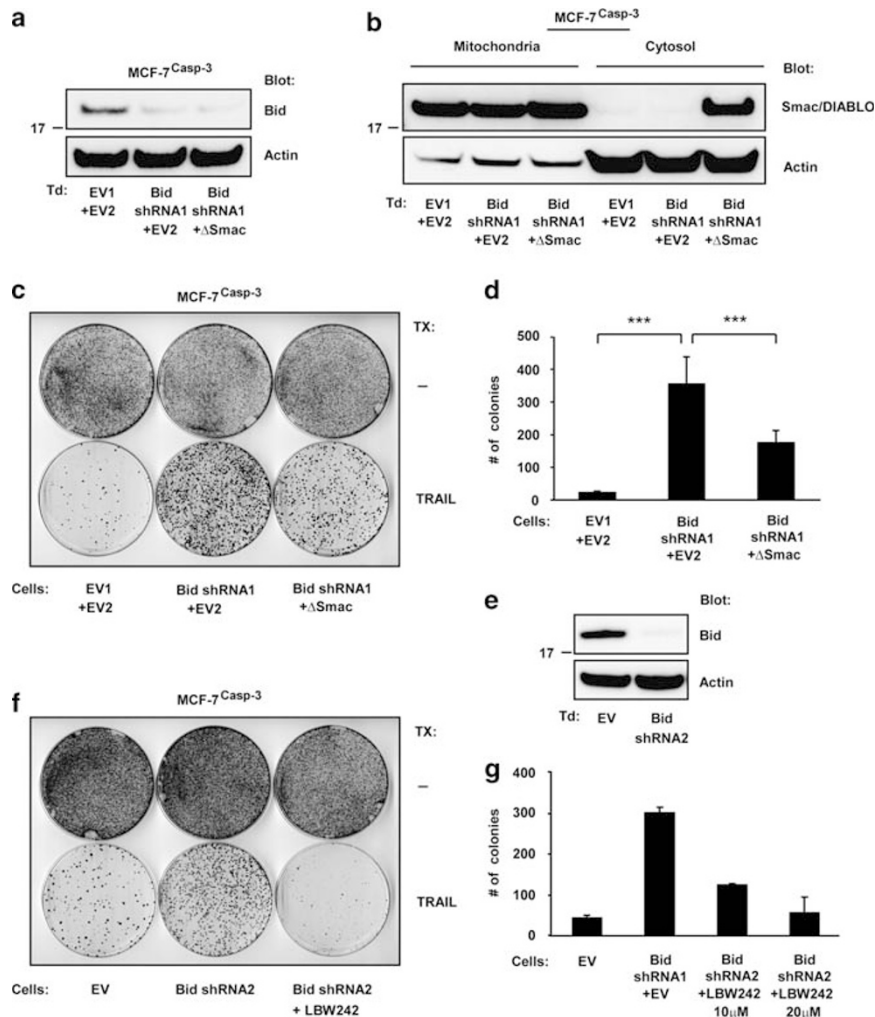 a
MCF-7Casp-3
Blot:
Bid
17
Actin
Td:
EV1
+EV2
Bid
shRNA1
+EV2
Bid
shRNA1
+ΔSmac
b
MCF-7Casp-3
Mitochondria
Cytosol
Blot:
Smac/DIABLO
17
Actin
Td:
EV1
+EV2
Bid
shRNA1
+EV2
Bid
shRNA1
+ΔSmac
EV1
+EV2
Bid
shRNA1
+EV2
Bid
shRNA1
+ΔSmac
c
MCF-7Casp-3
TX:
–
TRAIL
Cells:
EV1
+EV2
Bid shRNA1
+EV2
Bid shRNA1
+ΔSmac
d
# of colonies
500
400
300
200
100
0
***
***
Cells:
EV1
+EV2
Bid
shRNA1
+EV2
Bid
shRNA1
+ΔSmac
e
Blot:
Bid
17
Actin
Td:
EV
Bid
shRNA2
f
MCF-7Casp-3
TX:
–
TRAIL
Cells:
EV
Bid shRNA2
Bid shRNA2
+ LBW242
g
# of colonies
400
300
200
100
0
Cells:
EV
Bid
shRNA1
+EV
Bid
shRNA2
+LBW242
10µM
Bid
shRNA2
+LBW242
20µM